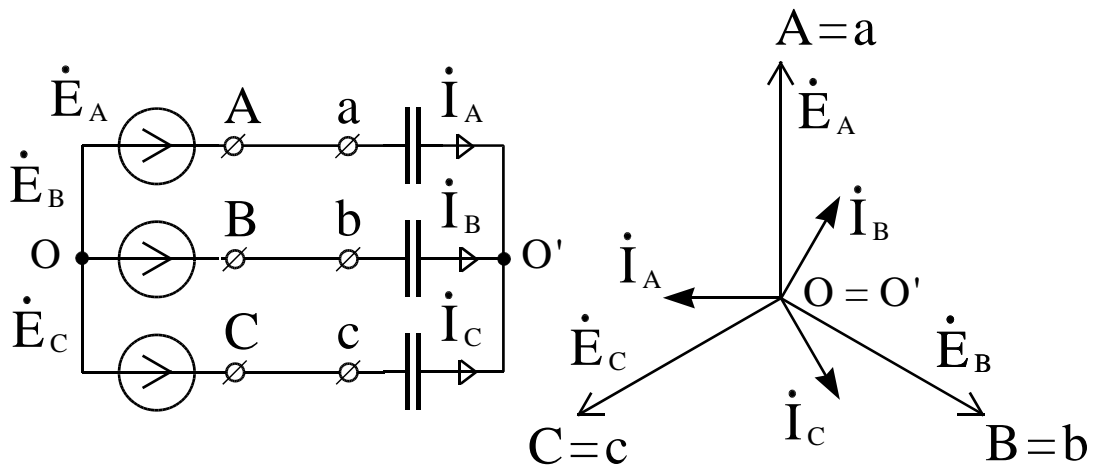 Ė_A A a İ_A
Ė_B B b İ_B
O O'
Ė_C C c İ_C
A=a
Ė_A
İ_B
İ_A
O = O'
Ė_C Ė_B
İ_C
C=c B=b